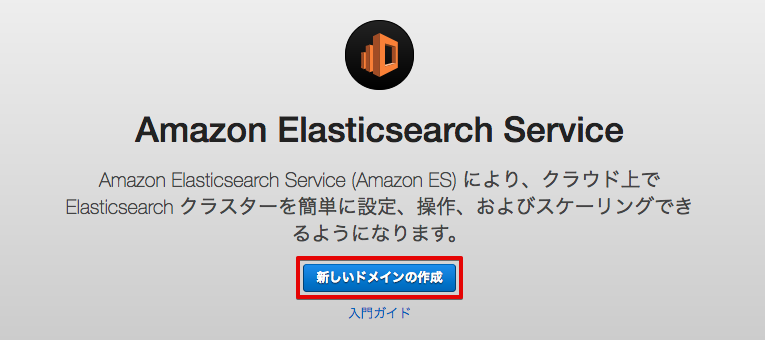 Amazon Elasticsearch Service
Amazon Elasticsearch Service (Amazon ES) により、クラウド上で
Elasticsearch クラスターを簡単に設定、操作、およびスケーリングでき
るようになります。
新しいドメインの作成
入門ガイド